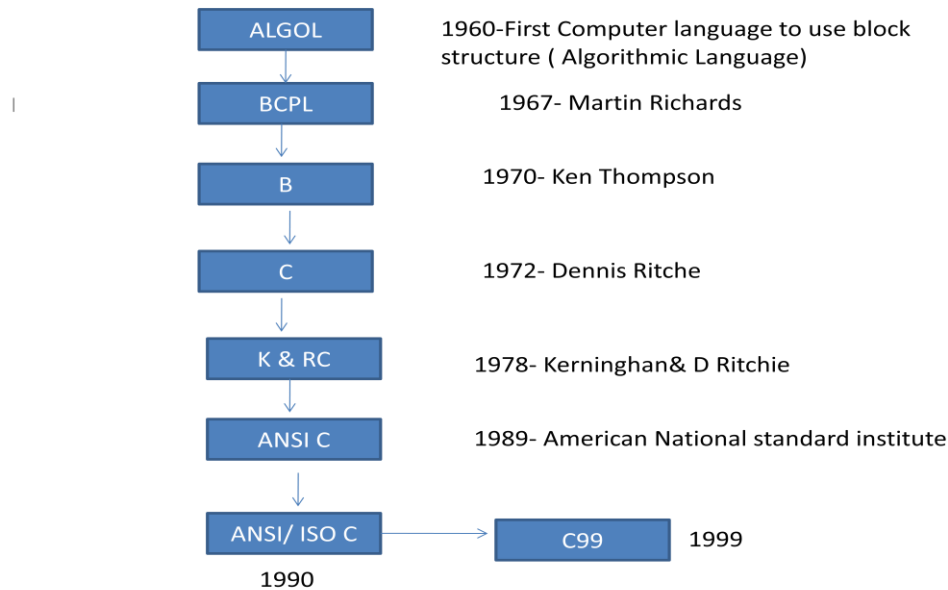 ALGOL
1960-First Computer language to use block
structure ( Algorithmic Language)
BCPL
1967- Martin Richards
B
1970- Ken Thompson
C
1972- Dennis Ritche
K & RC
1978- Kerninghan& D Ritchie
ANSI C
1989- American National standard institute
ANSI/ ISO C
C99
1999
1990